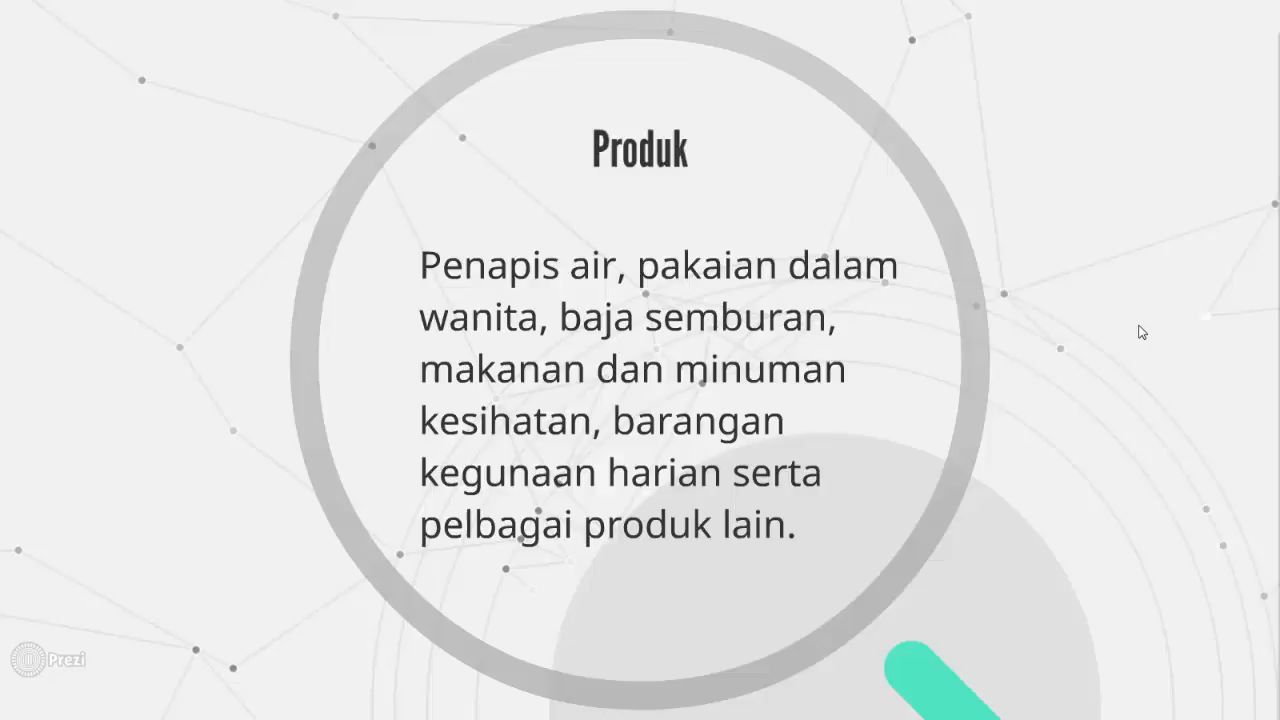 Produk
Penapis air, pakaian dalam
wanita, baja semburan,
makanan dan minuman
kesihatan, barangan
kegunaan harian serta
pelbagai produk lain.
Prezi